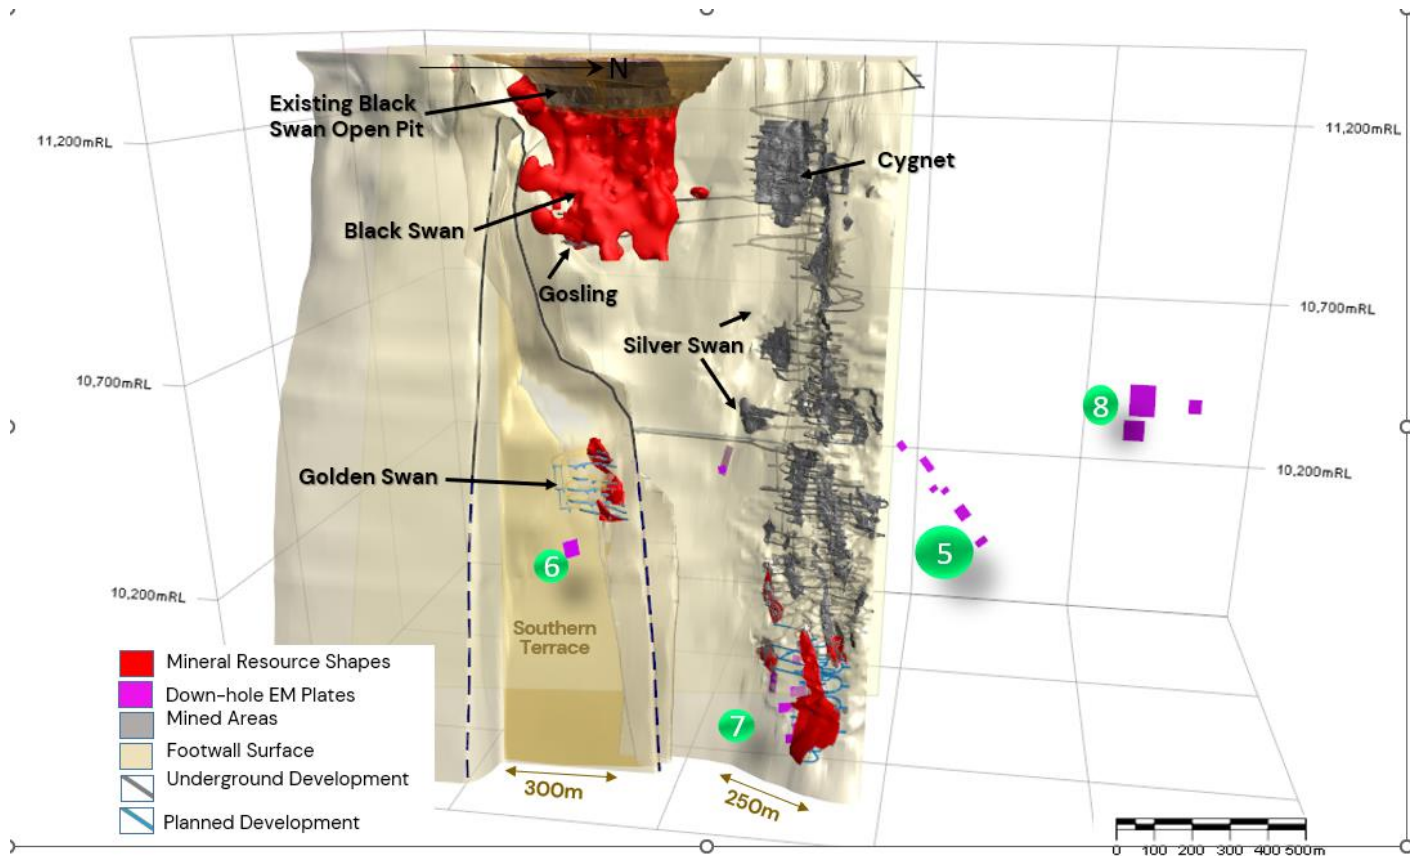 N
Existing Black
Swan Open Pit
11,200mRL
11,200mRL
Cygnet
Black Swan
Gosling
10,700mRL
Silver Swan
10,700mRL
8
10,200mRL
Golden Swan
5
6
10,200mRL
Southern
Terrace
Mineral Resource Shapes
Down-hole EM Plates
Mined Areas
Footwall Surface
Underground Development
Planned Development
7
300m
250m
0 100 200 300 400 500m